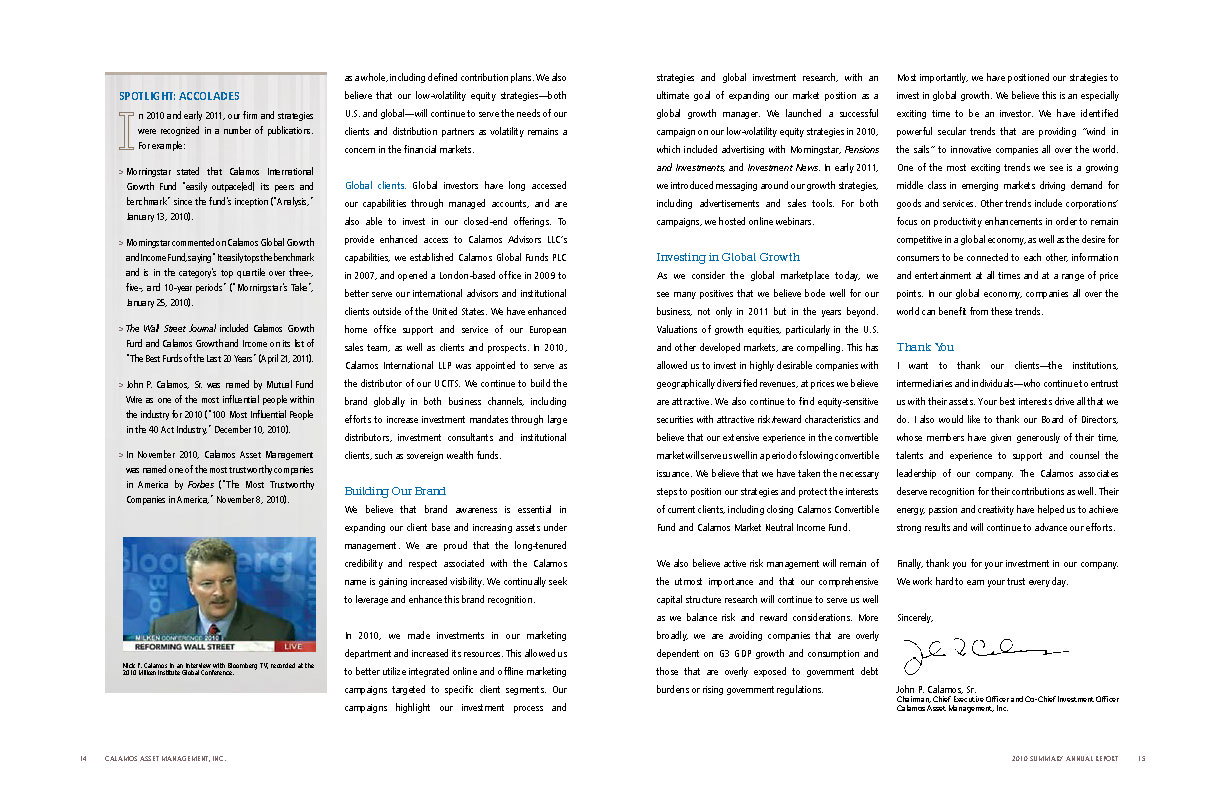 SPOTLIGHT: ACCOLADES
In 2010 and early 2011, our firm and strategies
were recognized in a number of publications.
For example:
> Morningstar stated that Calamos International
Growth Fund "easily outpace[ed] its peers and
benchmark" since the fund's inception ("Analysis,"
January 13, 2010).
> Morningstar commented on Calamos Global Growth
and Income Fund, saying "It easily tops the benchmark
and is in the category's top quartile over three-,
five-, and 10-year periods" ("Morningstar's Take",
January 25, 2010).
> The Wall Street Journal included Calamos Growth
Fund and Calamos Growth and Income on its list of
"The Best Funds of the Last 20 Years" (April 21, 2011).
> John P. Calamos, Sr. was named by Mutual Fund
Wire as one of the most influential people within
the industry for 2010 ("100 Most Influential People
in the 40 Act Industry," December 10, 2010).
> In November 2010, Calamos Asset Management
was named one of the most trustworthy companies
in America by Forbes ("The Most Trustworthy
Companies in America," November 8, 2010).
Bloomberg
MILKEN CONFERENCE 2010
REFORMING WALL STREET
LIVE
Nick P. Calamos in an interview with Bloomberg TV, recorded at the
2010 Milken Institute Global Conference.
as a whole, including defined contribution plans. We also
believe that our low-volatility equity strategies—both
U.S. and global—will continue to serve the needs of our
clients and distribution partners as volatility remains a
concern in the financial markets.
Global clients. Global investors have long accessed
our capabilities through managed accounts, and are
also able to invest in our closed-end offerings. To
provide enhanced access to Calamos Advisors LLC's
capabilities, we established Calamos Global Funds PLC
in 2007, and opened a London-based office in 2009 to
better serve our international advisors and institutional
clients outside of the United States. We have enhanced
home office support and service of our European
sales team, as well as clients and prospects. In 2010,
Calamos International LLP was appointed to serve as
the distributor of our UCITS. We continue to build the
brand globally in both business channels, including
efforts to increase investment mandates through large
distributors, investment consultants and institutional
clients, such as sovereign wealth funds.
Building Our Brand
We believe that brand awareness is essential in
expanding our client base and increasing assets under
management. We are proud that the long-tenured
credibility and respect associated with the Calamos
name is gaining increased visibility. We continually seek
to leverage and enhance this brand recognition.
In 2010, we made investments in our marketing
department and increased its resources. This allowed us
to better utilize integrated online and offline marketing
campaigns targeted to specific client segments. Our
campaigns highlight our investment process and
strategies and global investment research, with an
ultimate goal of expanding our market position as a
global growth manager. We launched a successful
campaign on our low-volatility equity strategies in 2010,
which included advertising with Morningstar, Pensions
and Investments, and Investment News. In early 2011,
we introduced messaging around our growth strategies,
including advertisements and sales tools. For both
campaigns, we hosted online webinars.
Investing in Global Growth
As we consider the global marketplace today, we
see many positives that we believe bode well for our
business, not only in 2011 but in the years beyond.
Valuations of growth equities, particularly in the U.S.
and other developed markets, are compelling. This has
allowed us to invest in highly desirable companies with
geographically diversified revenues, at prices we believe
are attractive. We also continue to find equity-sensitive
securities with attractive risk/reward characteristics and
believe that our extensive experience in the convertible
market will serve us well in a period of slowing convertible
issuance. We believe that we have taken the necessary
steps to position our strategies and protect the interests
of current clients, including closing Calamos Convertible
Fund and Calamos Market Neutral Income Fund.
We also believe active risk management will remain of
the utmost importance and that our comprehensive
capital structure research will continue to serve us well
as we balance risk and reward considerations. More
broadly, we are avoiding companies that are overly
dependent on G3 GDP growth and consumption and
those that are overly exposed to government debt
burdens or rising government regulations.
Most importantly, we have positioned our strategies to
invest in global growth. We believe this is an especially
exciting time to be an investor. We have identified
powerful secular trends that are providing "wind in
the sails" to innovative companies all over the world.
One of the most exciting trends we see is a growing
middle class in emerging markets driving demand for
goods and services. Other trends include corporations'
focus on productivity enhancements in order to remain
competitive in a global economy, as well as the desire for
consumers to be connected to each other, information
and entertainment at all times and at a range of price
points. In our global economy, companies all over the
world can benefit from these trends.
Thank You
I want to thank our clients—the institutions,
intermediaries and individuals—who continue to entrust
us with their assets. Your best interests drive all that we
do. I also would like to thank our Board of Directors,
whose members have given generously of their time,
talents and experience to support and counsel the
leadership of our company. The Calamos associates
deserve recognition for their contributions as well. Their
energy, passion and creativity have helped us to achieve
strong results and will continue to advance our efforts.
Finally, thank you for your investment in our company.
We work hard to earn your trust every day.
Sincerely,
John P. Calamos, Sr.
Chairman, Chief Executive Officer and Co-Chief Investment Officer
Calamos Asset Management, Inc.
14 CALAMOS ASSET MANAGEMENT, INC.
2010 SUMMARY ANNUAL REPORT 15